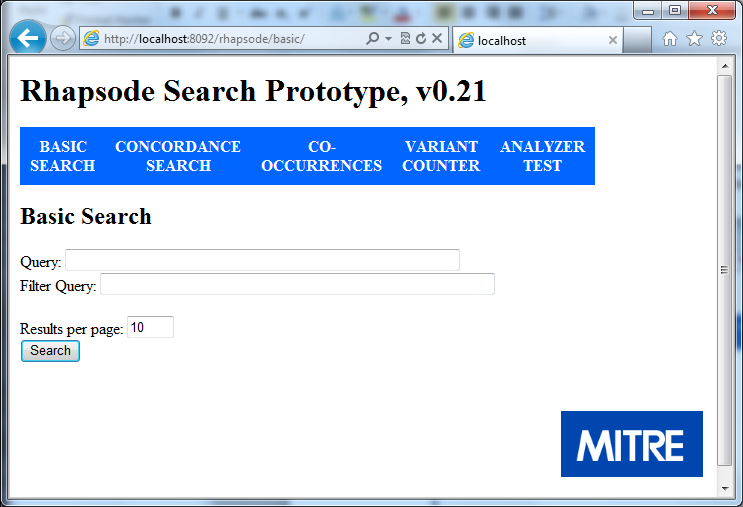 http://localhost:8092/rhapsode/basic/
localhost
Rhapsode Search Prototype, v0.21
BASIC SEARCH
CONCORDANCE SEARCH
CO-OCCURRENCES
VARIANT COUNTER
ANALYZER TEST
Basic Search
Query:
Filter Query:
Results per page: 10
Search
MITRE